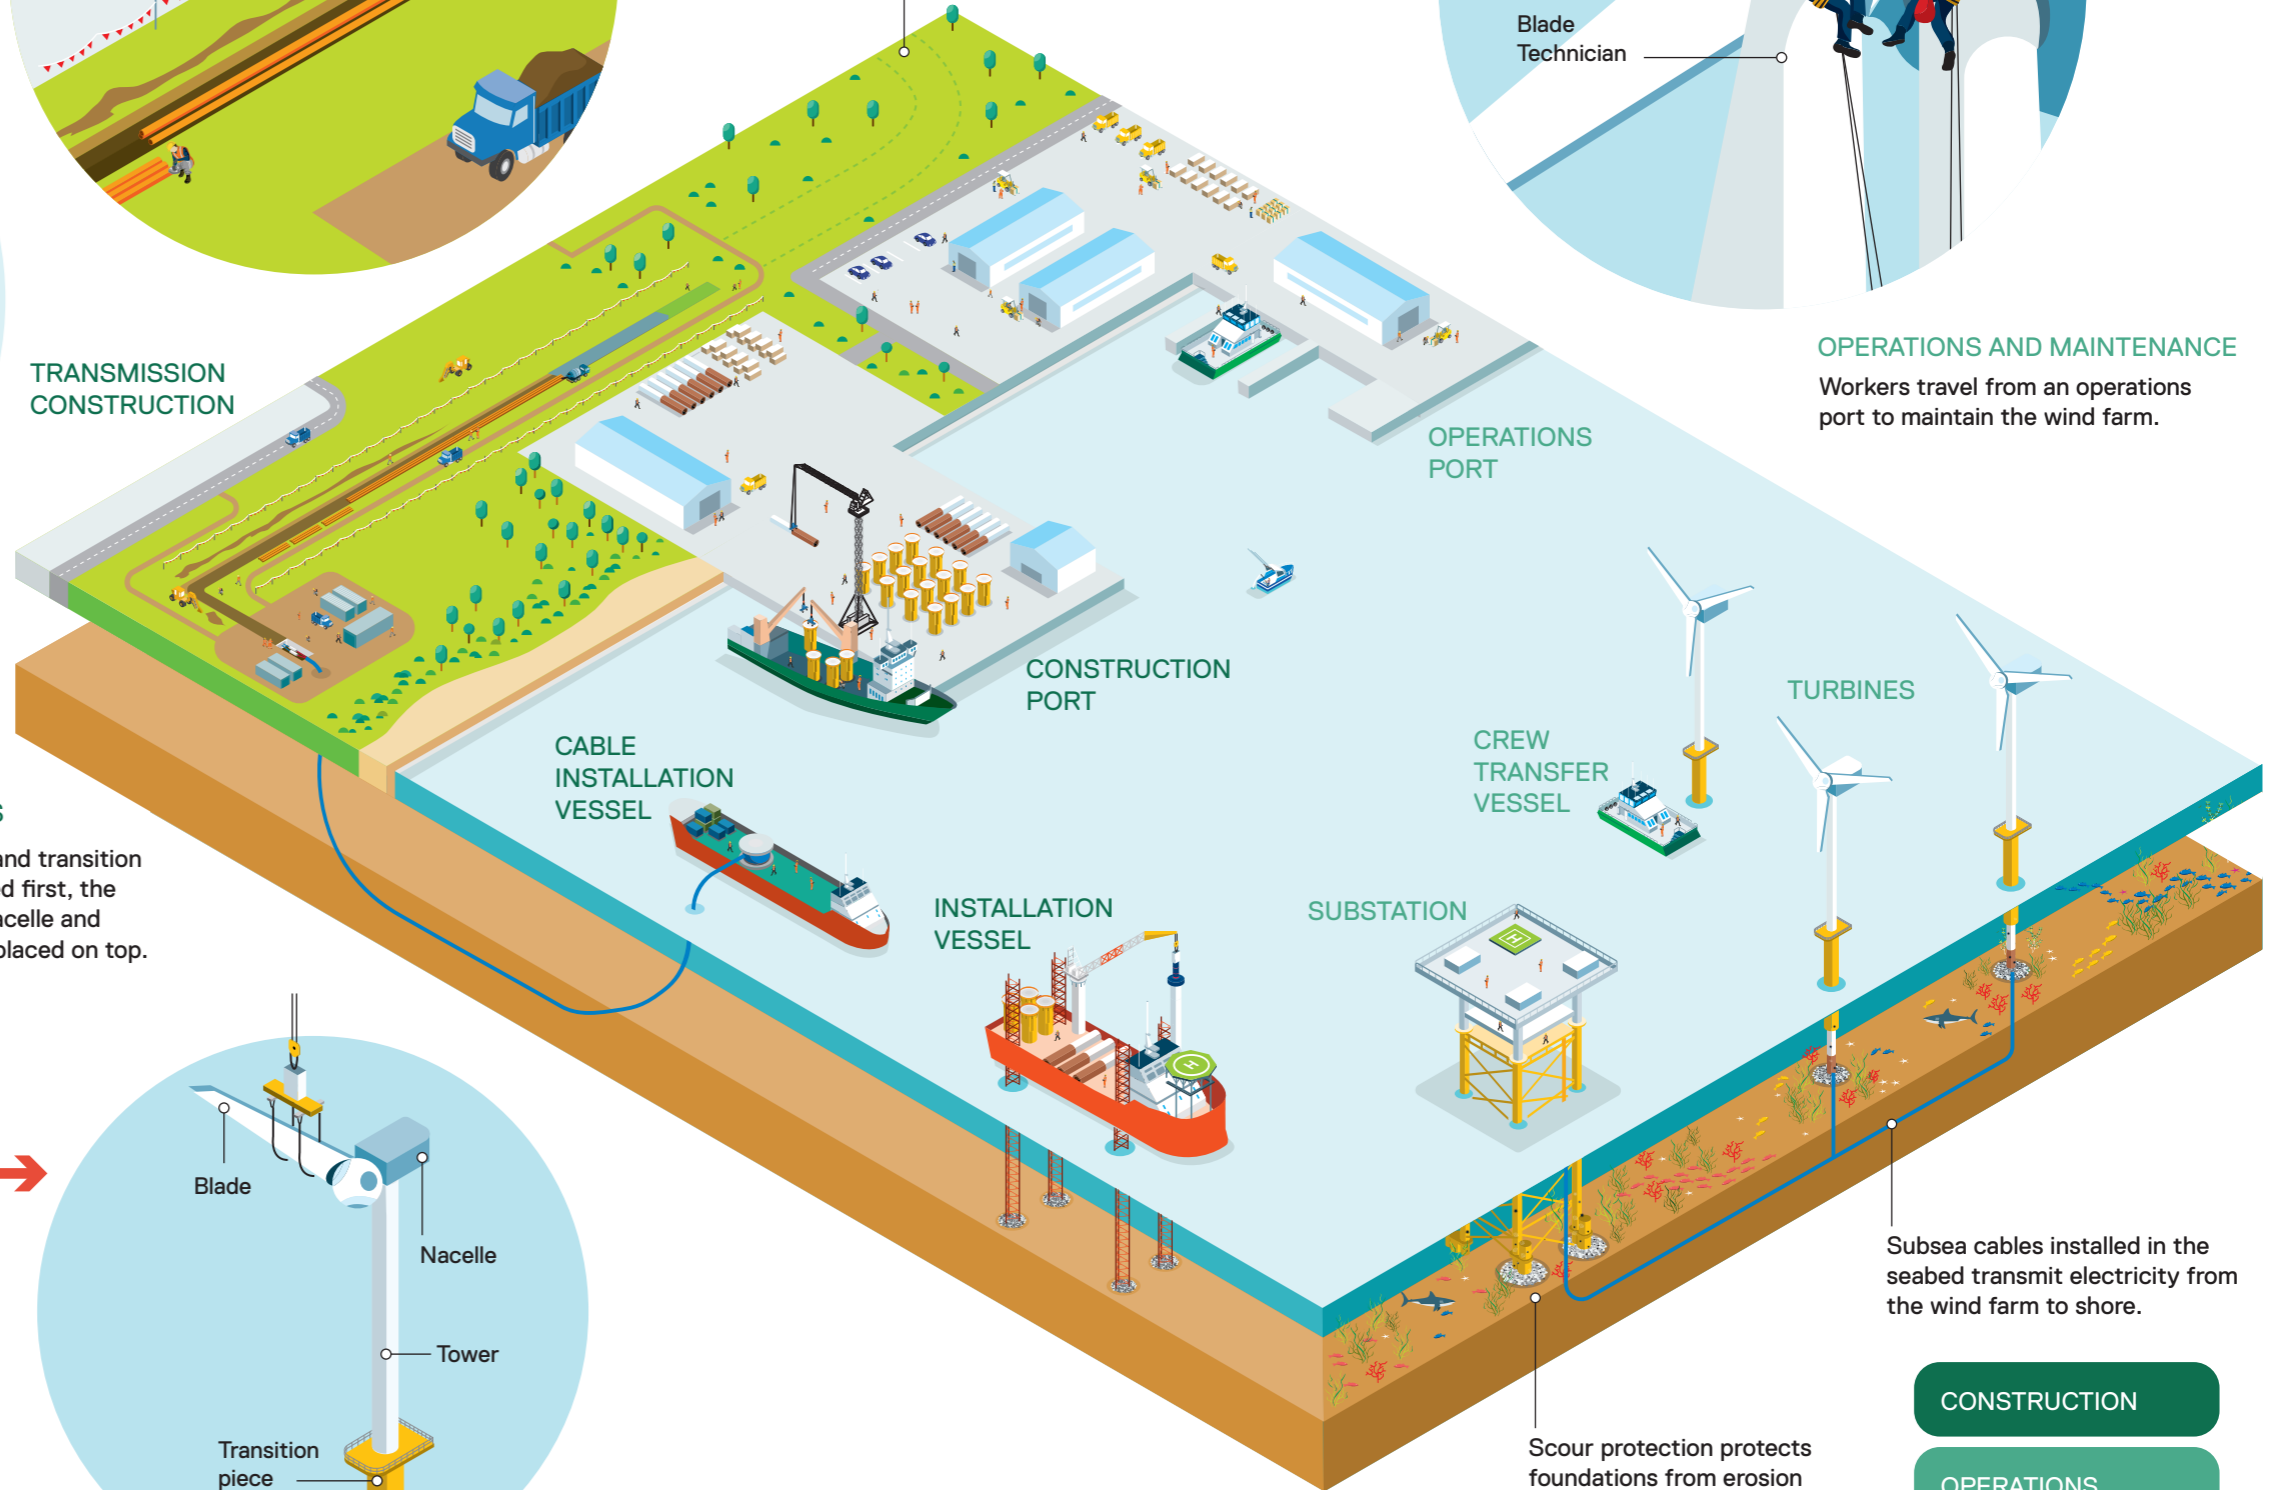 Blade
Technician
TRANSMISSION
CONSTRUCTION
OPERATIONS AND MAINTENANCE
Workers travel from an operations
port to maintain the wind farm.
OPERATIONS
PORT
CONSTRUCTION
PORT
TURBINES
CABLE
INSTALLATION
VESSEL
CREW
TRANSFER
VESSEL
and transition
first, the
and
placed on top.
INSTALLATION
VESSEL
SUBSTATION
H
H
Blade
Nacelle
Tower
Transition
piece
Subsea cables installed in the
seabed transmit electricity from
the wind farm to shore.
Scour protection protects
foundations from erosion
CONSTRUCTION
OPERATIONS